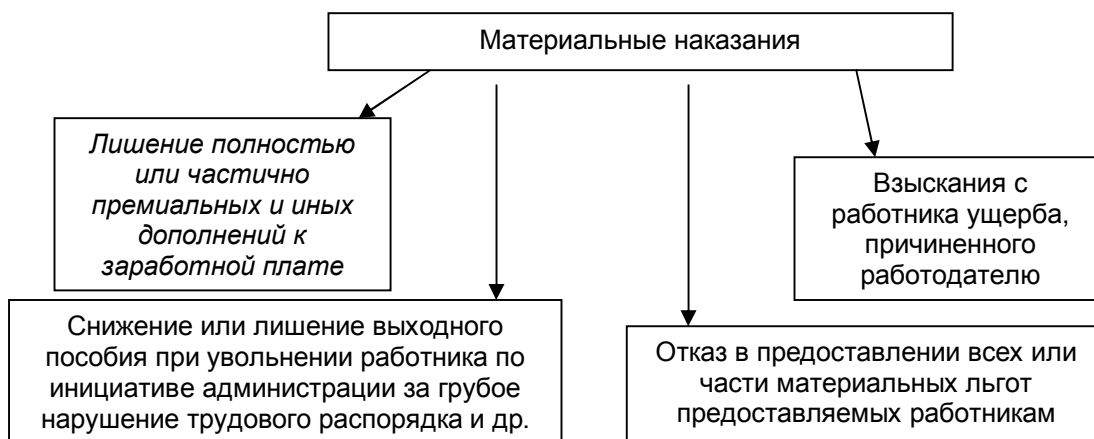 Материальные наказания
Лишение полностью
или частично
премиальных и иных
дополнений к
заработной плате
Взыскания с
работника ущерба,
причиненного
работодателю
Снижение или лишение выходного
пособия при увольнении работника по
инициативе администрации за грубое
нарушение трудового распорядка и др.
Отказ в предоставлении всех или
части материальных льгот
предоставляемых работникам